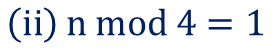 (ii) n mod 4 = 1